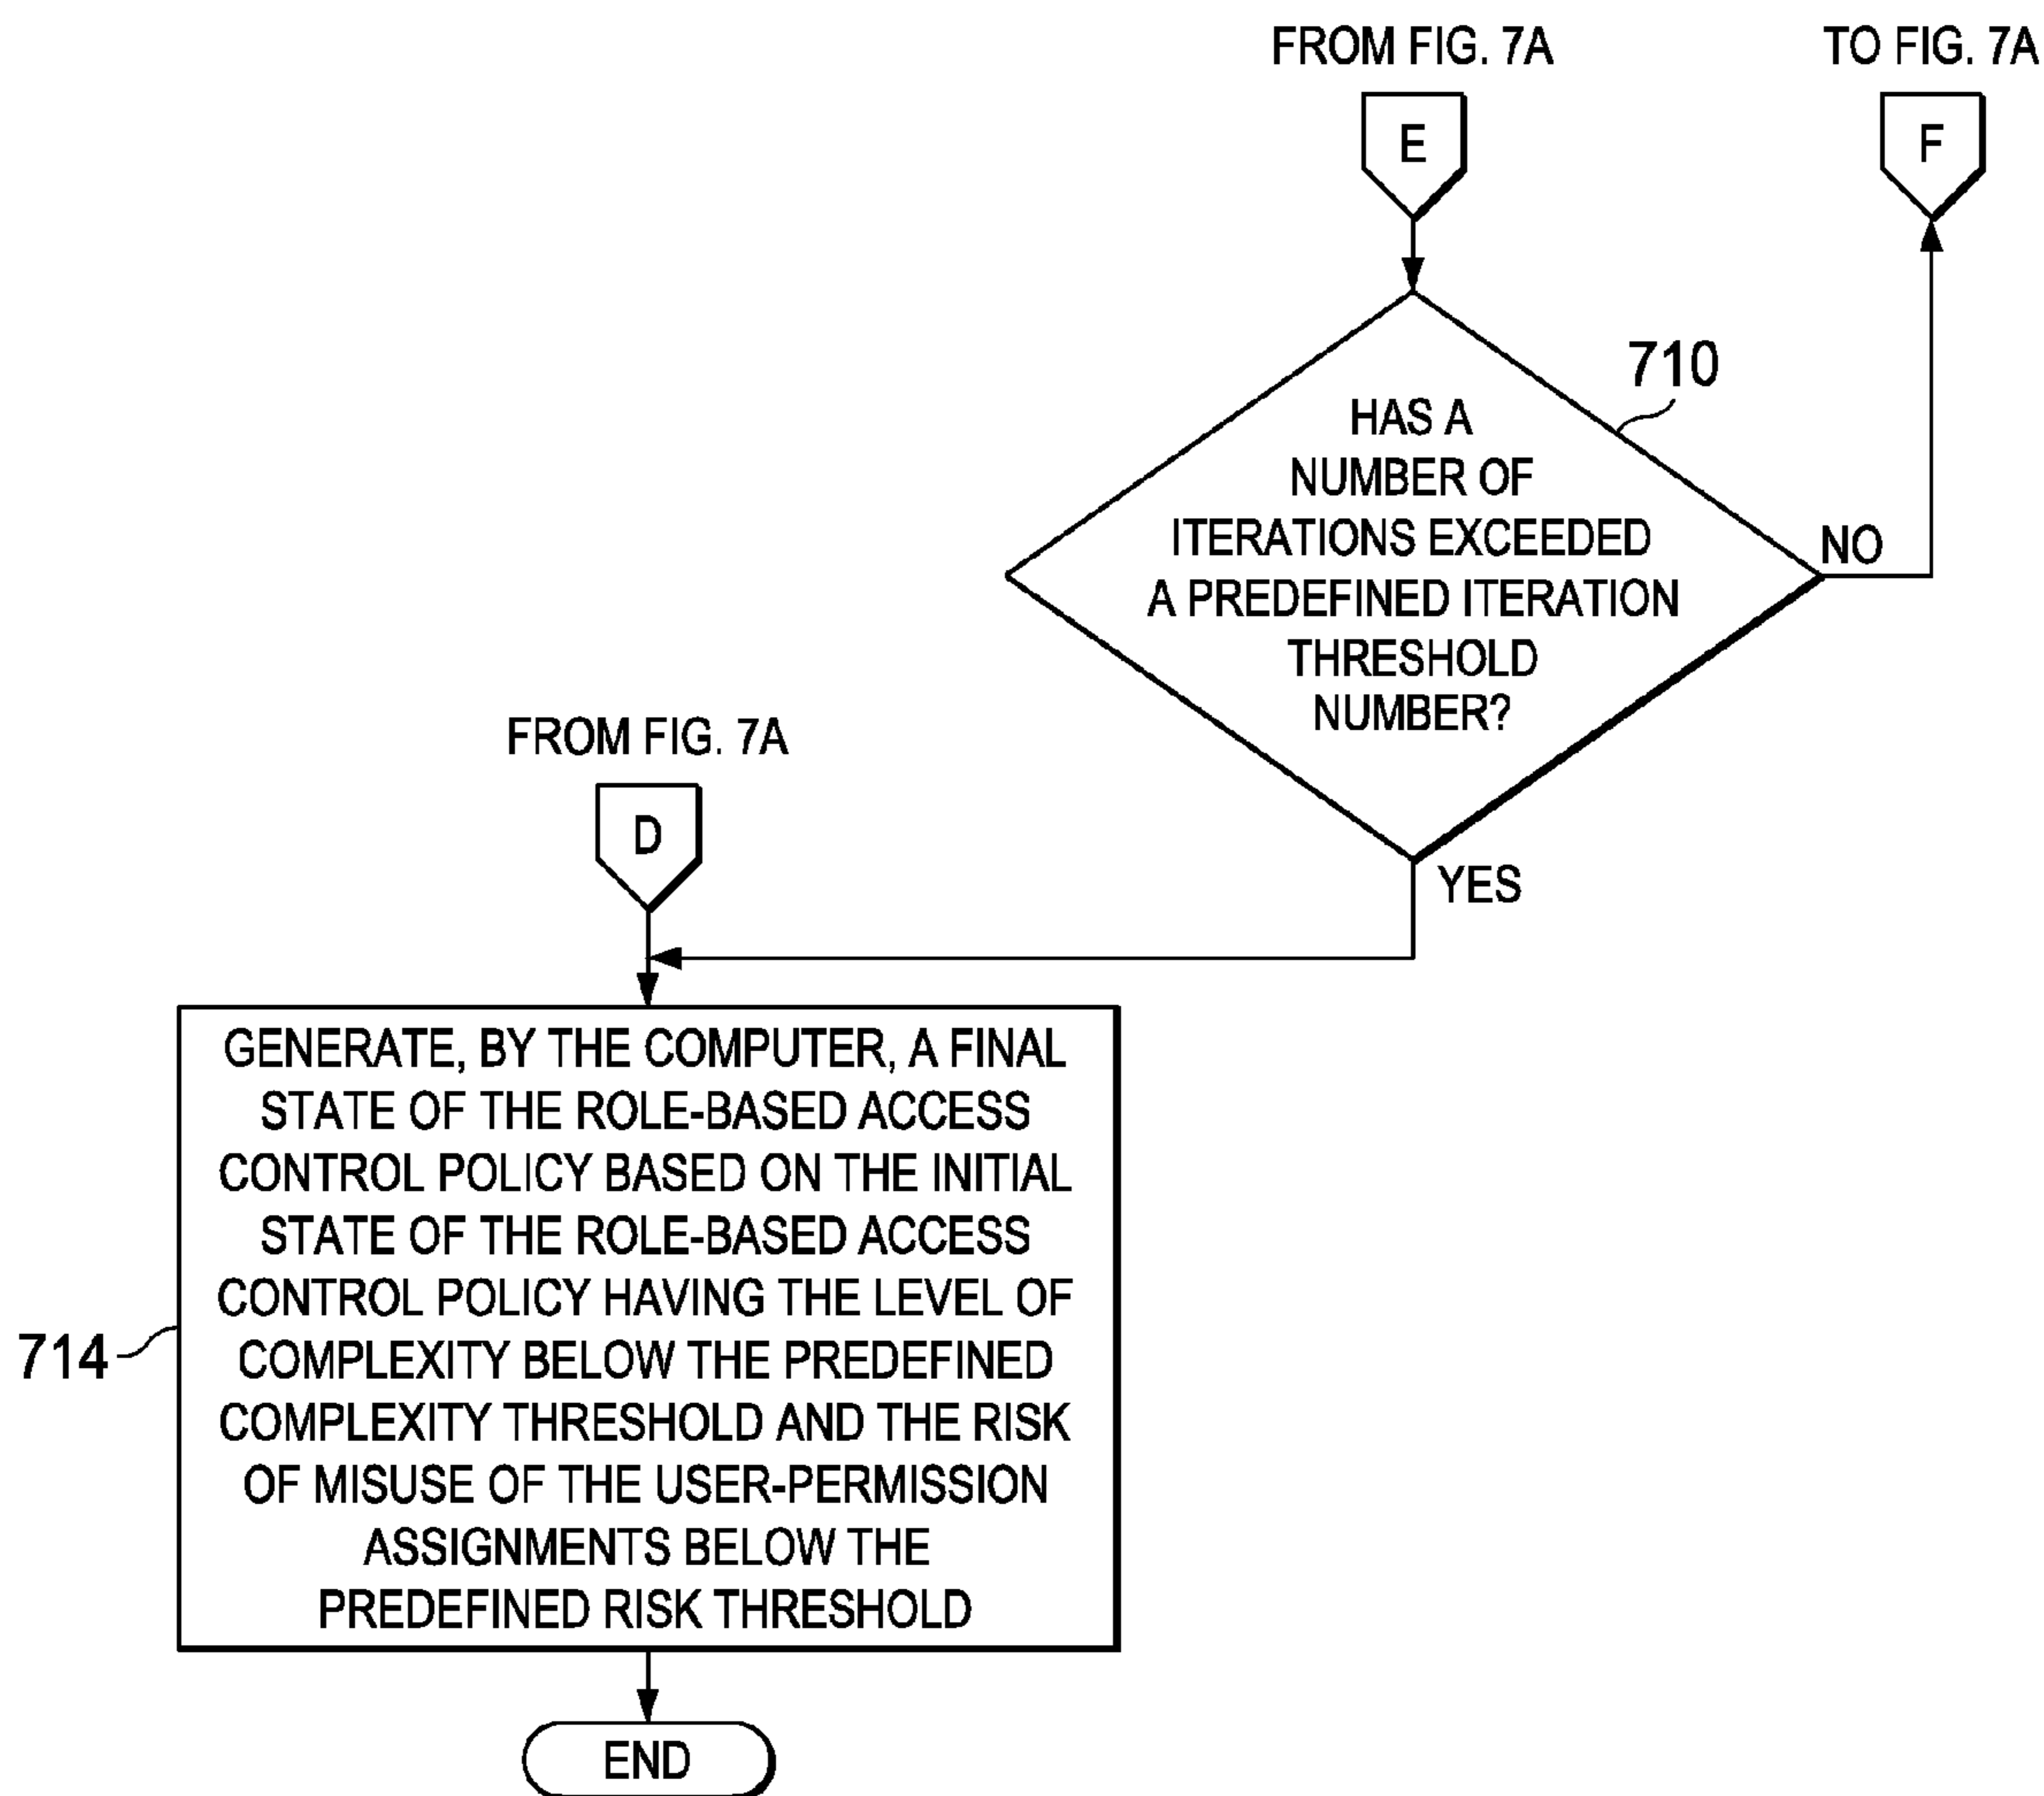 FROM FIG. 7A
TO FIG. 7A
E
F
710
HAS A
NUMBER OF
ITERATIONS EXCEEDED
A PREDEFINED ITERATION
THRESHOLD
NUMBER?
NO
YES
FROM FIG. 7A
D
GENERATE, BY THE COMPUTER, A FINAL
STATE OF THE ROLE-BASED ACCESS
CONTROL POLICY BASED ON THE INITIAL
STATE OF THE ROLE-BASED ACCESS
CONTROL POLICY HAVING THE LEVEL OF
COMPLEXITY BELOW THE PREDEFINED
COMPLEXITY THRESHOLD AND THE RISK
OF MISUSE OF THE USER-PERMISSION
ASSIGNMENTS BELOW THE
PREDEFINED RISK THRESHOLD
714
END